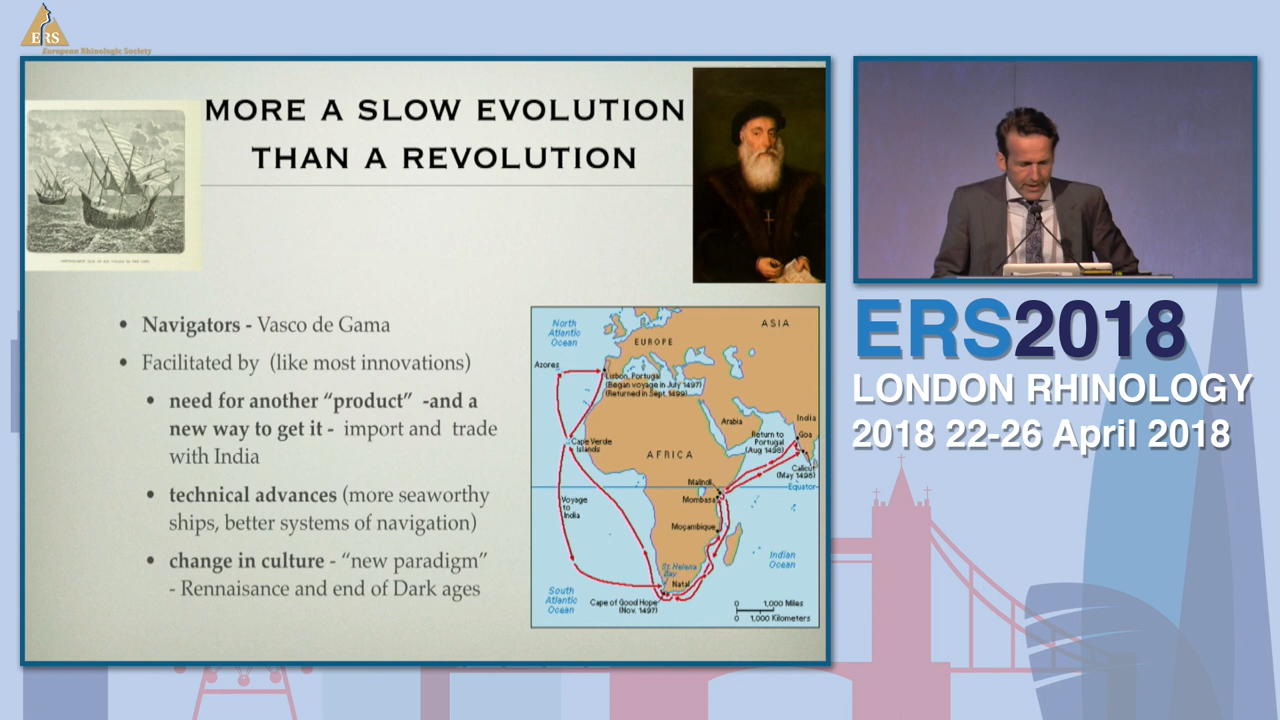 ERS
European Rhinologic Society
MORE A SLOW EVOLUTION
THAN A REVOLUTION
• Navigators - Vasco de Gama
• Facilitated by (like most innovations)
• need for another “product” -and a
new way to get it - import and trade
with India
• technical advances (more seaworthy
ships, better systems of navigation)
• change in culture - “new paradigm”
- Rennaisance and end of Dark ages
North
Atlantic
Ocean
ASIA
EUROPE
Azores
Lisbon, Portugal
(Began voyage in July 1497)
(Returned in Sept. 1499)
India
Arabia
Goa
Return to
Portugal
(Aug 1498)
Cape Verde
Islands
AFRICA
Calicut
(May 1498)
Malindi
Equator
Mombasa
Voyage
to
India
Moçambique
Indian
Ocean
St. Helena
Bay
Natal
South
Atlantic
Ocean
Cape of Good Hope
(Nov. 1497)
0 1,000 Miles
0 1,000 Kilometers
ERS2018
LONDON RHINOLOGY
2018 22-26 April 2018